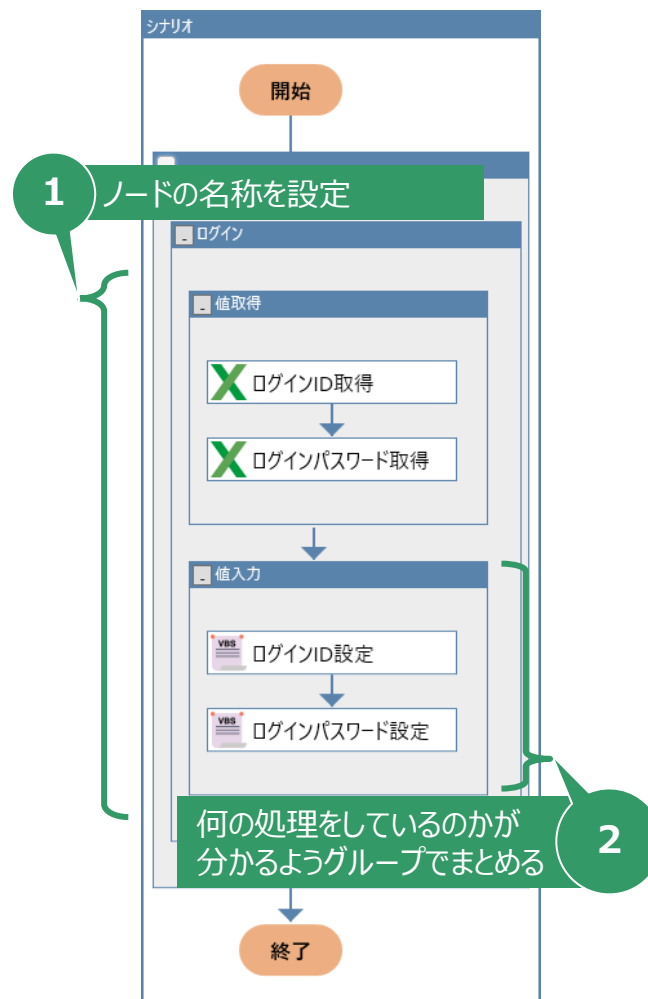 シナリオ
開始
1 ノードの名称を設定
ログイン
値取得
ログインID取得
ログインパスワード取得
値入力
VBS ログインID設定
VBS ログインパスワード設定
何の処理をしているのかが
分かるようグループでまとめる
2
終了